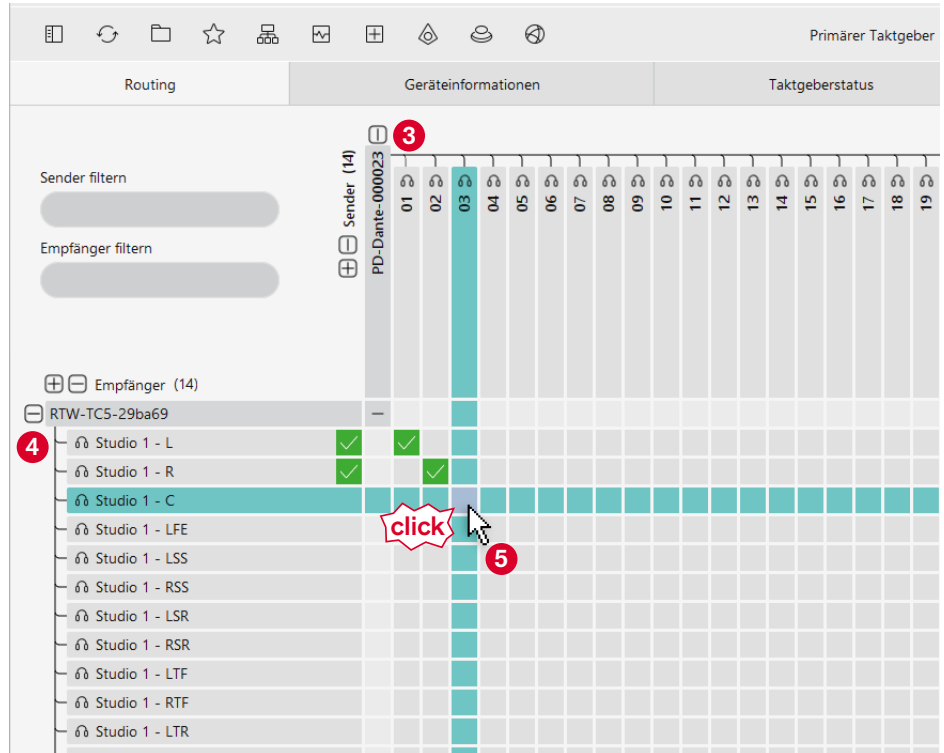 Primärer Taktgeber
Routing
Geräteinformationen
Taktgeberstatus
3
Sender filtern
Empfänger filtern
Sender (14)
PD-Dante-000023
01
02
03
04
05
06
07
08
09
10
11
12
13
14
15
16
17
18
19
Empfänger (14)
RTW-TC5-29ba69
4
Studio 1 - L
Studio 1 - R
Studio 1 - C
click
Studio 1 - LFE
5
Studio 1 - LSS
Studio 1 - RSS
Studio 1 - LSR
Studio 1 - RSR
Studio 1 - LTF
Studio 1 - RTF
Studio 1 - LTR